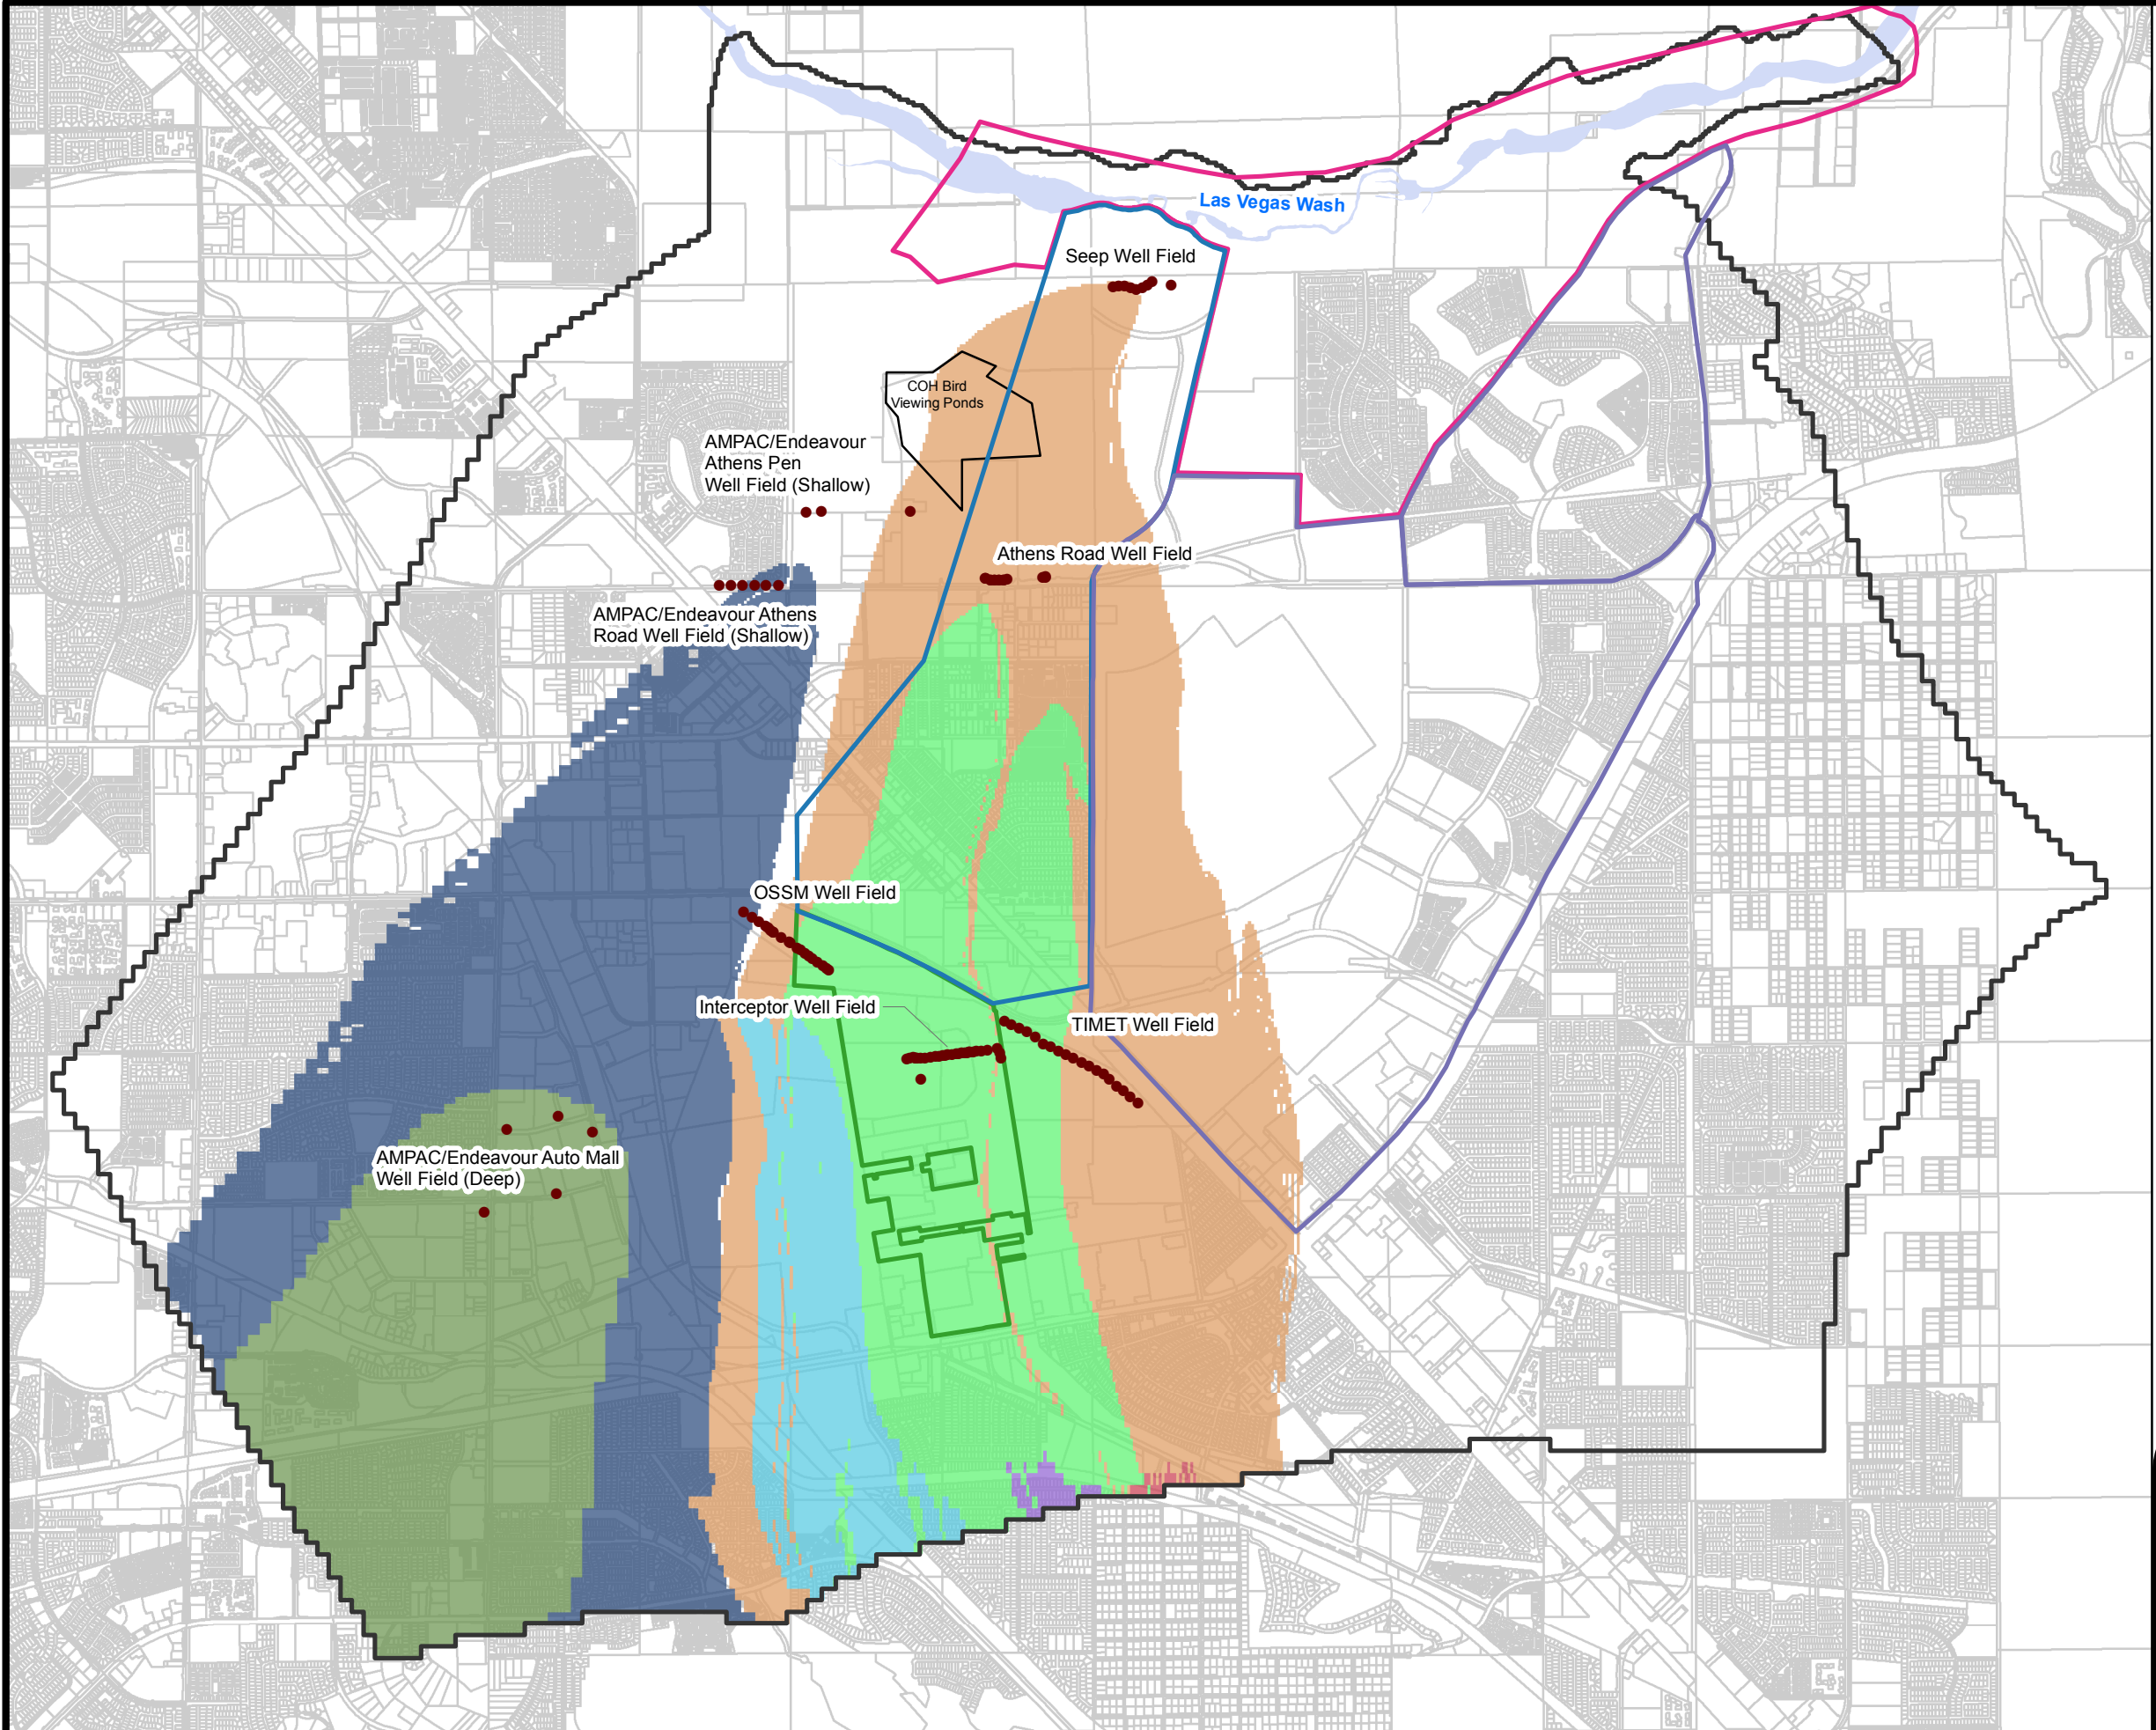 Las Vegas Wash
Seep Well Field
COH Bird
Viewing Ponds
AMPAC/Endeavour
Athens Pen
Well Field (Shallow)
Athens Road Well Field
AMPAC/Endeavour Athens
Road Well Field (Shallow)
OSSM Well Field
Interceptor Well Field
TIMET Well Field
AMPAC/Endeavour Auto Mall
Well Field (Deep)